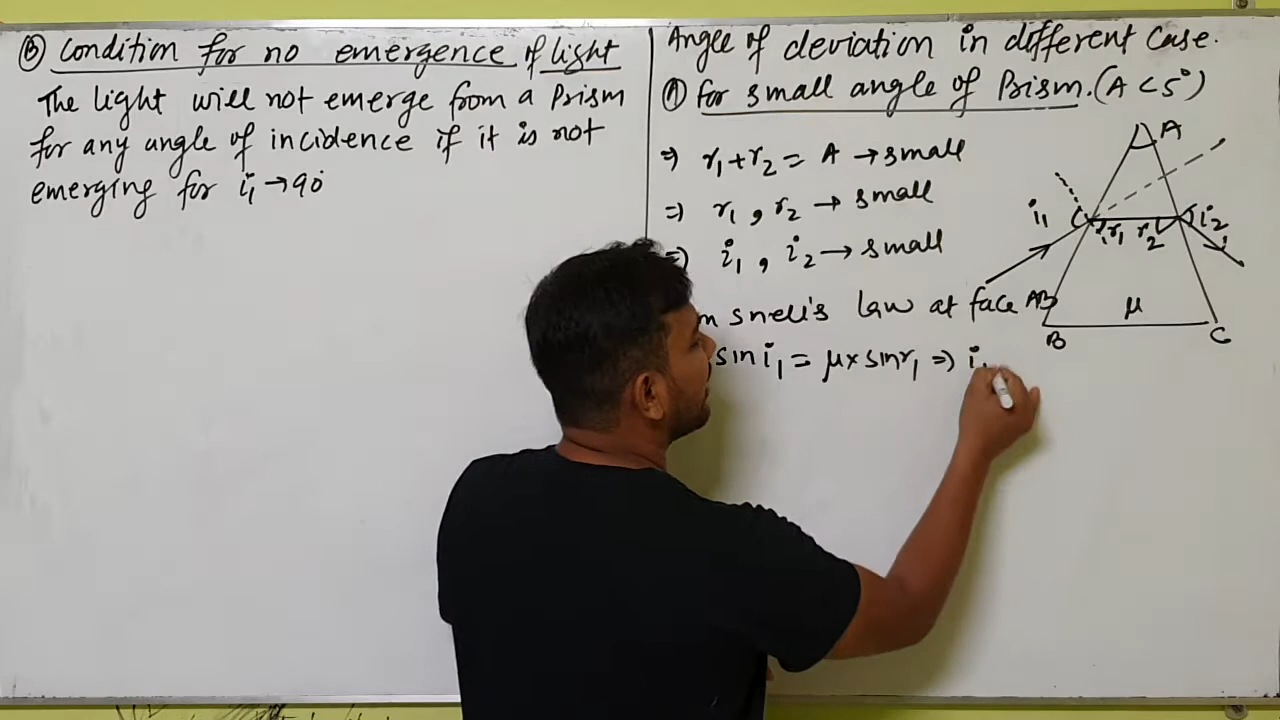 (B) Condition for no emergence of light
The light will not emerge from a prism
for any angle of incidence if it is not
emerging for i₁ → 90°
Angle of deviation in different case.
(A) for small angle of Prism. (A < 5°)
⇒ r₁ + r₂ = A → small
⇒ r₁ , r₂ → small
⇒ i₁ , i₂ → small
snell's law at face AB
sin i₁ = μ × sin r₁ ⇒ i
A
i₁
r₁
r₂
i₂
μ
B
C